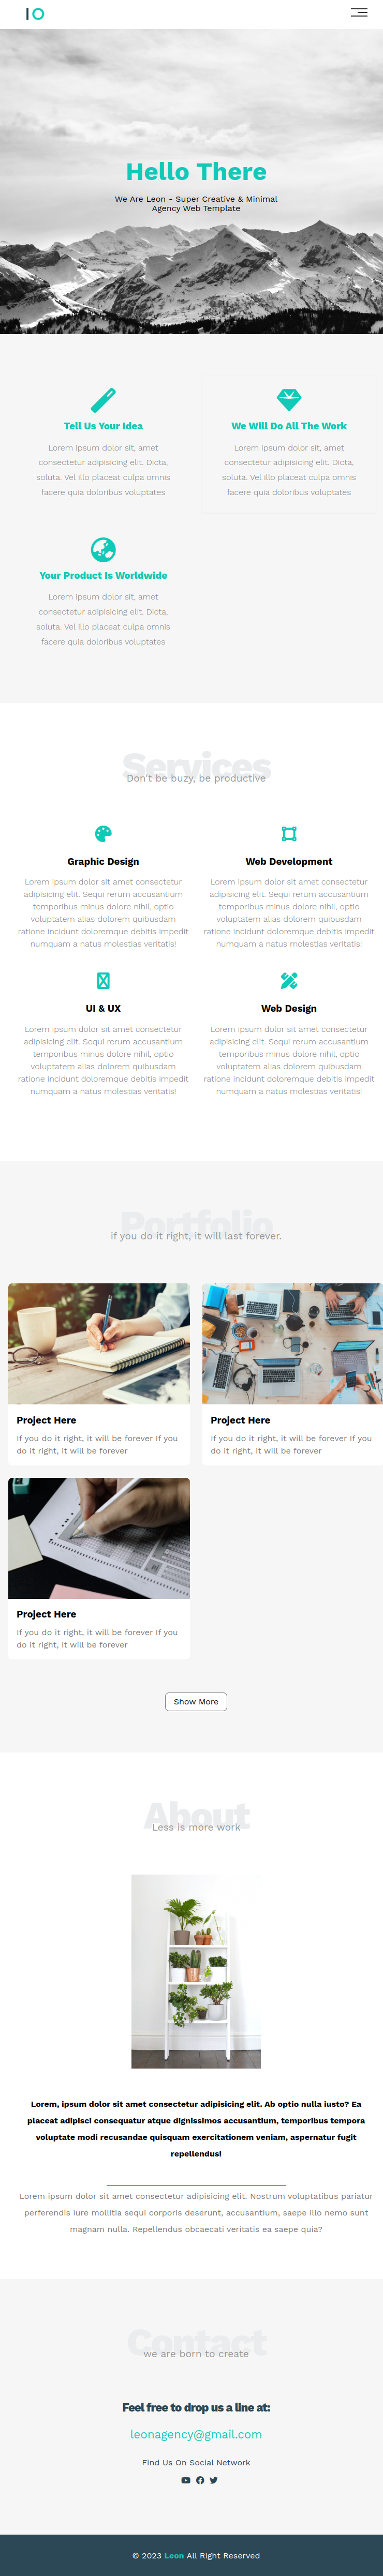 IO
Hello There
We Are Leon - Super Creative & Minimal
Agency Web Template
Tell Us Your Idea
Lorem ipsum dolor sit, amet
consectetur adipisicing elit. Dicta,
soluta. Vel illo placeat culpa omnis
facere quia doloribus voluptates
We Will Do All The Work
Lorem ipsum dolor sit, amet
consectetur adipisicing elit. Dicta,
soluta. Vel illo placeat culpa omnis
facere quia doloribus voluptates
Your Product Is Worldwide
Lorem ipsum dolor sit, amet
consectetur adipisicing elit. Dicta,
soluta. Vel illo placeat culpa omnis
facere quia doloribus voluptates
Services
Don't be buzy, be productive
Graphic Design
Lorem ipsum dolor sit amet consectetur
adipisicing elit. Sequi rerum accusantium
temporibus minus dolore nihil, optio
voluptatem alias dolorem quibusdam
ratione incidunt doloremque debitis impedit
numquam a natus molestias veritatis!
Web Development
Lorem ipsum dolor sit amet consectetur
adipisicing elit. Sequi rerum accusantium
temporibus minus dolore nihil, optio
voluptatem alias dolorem quibusdam
ratione incidunt doloremque debitis impedit
numquam a natus molestias veritatis!
UI & UX
Lorem ipsum dolor sit amet consectetur
adipisicing elit. Sequi rerum accusantium
temporibus minus dolore nihil, optio
voluptatem alias dolorem quibusdam
ratione incidunt doloremque debitis impedit
numquam a natus molestias veritatis!
Web Design
Lorem ipsum dolor sit amet consectetur
adipisicing elit. Sequi rerum accusantium
temporibus minus dolore nihil, optio
voluptatem alias dolorem quibusdam
ratione incidunt doloremque debitis impedit
numquam a natus molestias veritatis!
Portfolio
if you do it right, it will last forever.
Project Here
If you do it right, it will be forever If you
do it right, it will be forever
Project Here
If you do it right, it will be forever If you
do it right, it will be forever
Project Here
If you do it right, it will be forever If you
do it right, it will be forever
Show More
About
Less is more work
Lorem, ipsum dolor sit amet consectetur adipisicing elit. Ab optio nulla iusto? Ea
placeat adipisci consequatur atque dignissimos accusantium, temporibus tempora
voluptate modi recusandae quisquam exercitationem veniam, aspernatur fugit
repellendus!
Lorem ipsum dolor sit amet consectetur adipisicing elit. Nostrum voluptatibus pariatur
perferendis iure mollitia sequi corporis deserunt, accusantium, saepe illo nemo sunt
magnam nulla. Repellendus obcaecati veritatis ea saepe quia?
Contact
we are born to create
Feel free to drop us a line at:
leonagency@gmail.com
Find Us On Social Network
© 2023 Leon All Right Reserved